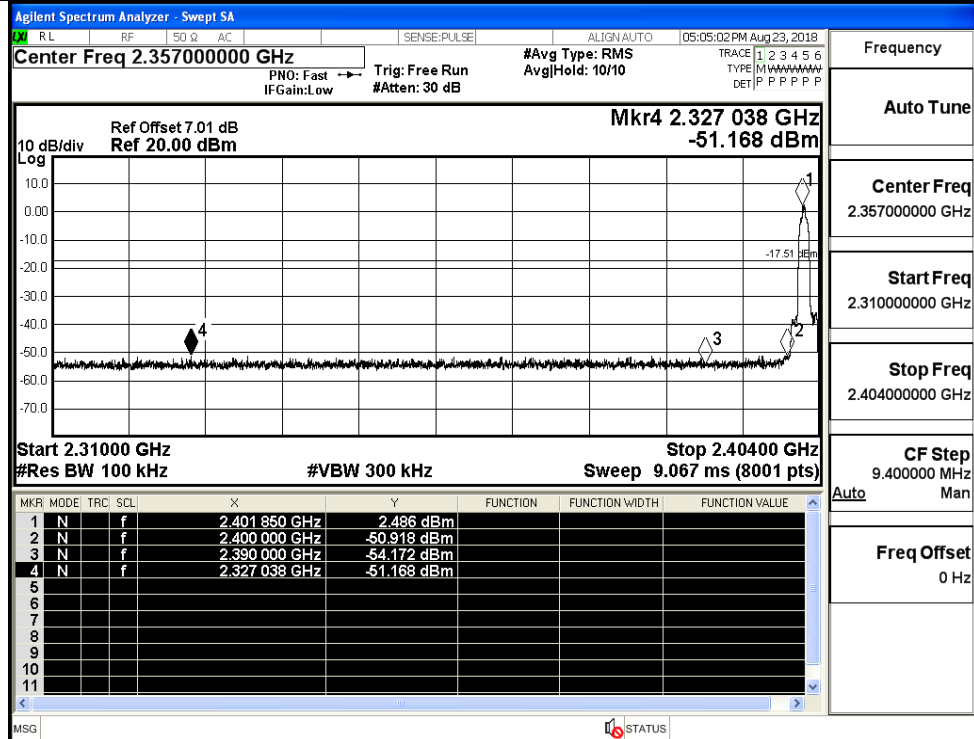 Agilent Spectrum Analyzer - Swept SA
LXI RL RF 50 Ω AC SENSE:PULSE ALIGN AUTO 05:05:02 PM Aug 23, 2018
Center Freq 2.357000000 GHz
PNO: Fast
IFGain:Low
Trig: Free Run
#Atten: 30 dB
#Avg Type: RMS
Avg|Hold: 10/10
TRACE 1 2 3 4 5 6
TYPE M WWWWW
DET P P P P P P
Ref Offset 7.01 dB
10 dB/div Ref 20.00 dBm
Log
Mkr4 2.327 038 GHz
-51.168 dBm
10.0
0.00
-10.0
-20.0
-30.0
-40.0
-50.0
-60.0
-70.0
1
-17.51 dBm
4
3
2
Start 2.31000 GHz Stop 2.40400 GHz
#Res BW 100 kHz #VBW 300 kHz Sweep 9.067 ms (8001 pts)
MKR MODE TRC SCL X Y FUNCTION FUNCTION WIDTH FUNCTION VALUE
1 N f 2.401 850 GHz 2.486 dBm
2 N f 2.400 000 GHz -50.918 dBm
3 N f 2.390 000 GHz -54.172 dBm
4 N f 2.327 038 GHz -51.168 dBm
5
6
7
8
9
10
11
MSG STATUS
Frequency
Auto Tune
Center Freq
2.357000000 GHz
Start Freq
2.310000000 GHz
Stop Freq
2.404000000 GHz
CF Step
9.400000 MHz
Auto Man
Freq Offset
0 Hz